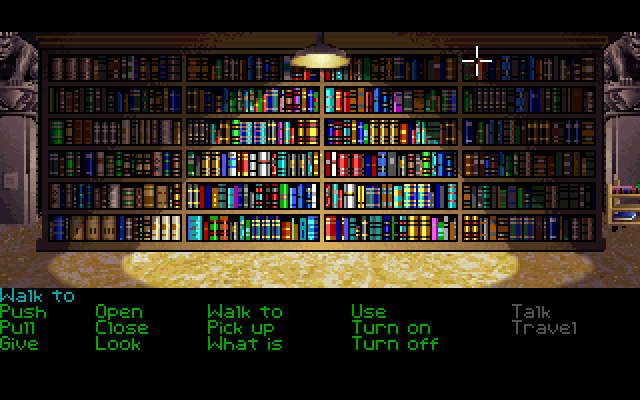 Walk to
Push Open Walk to Use Talk
Pull Close Pick up Turn on Travel
Give Look What is Turn off